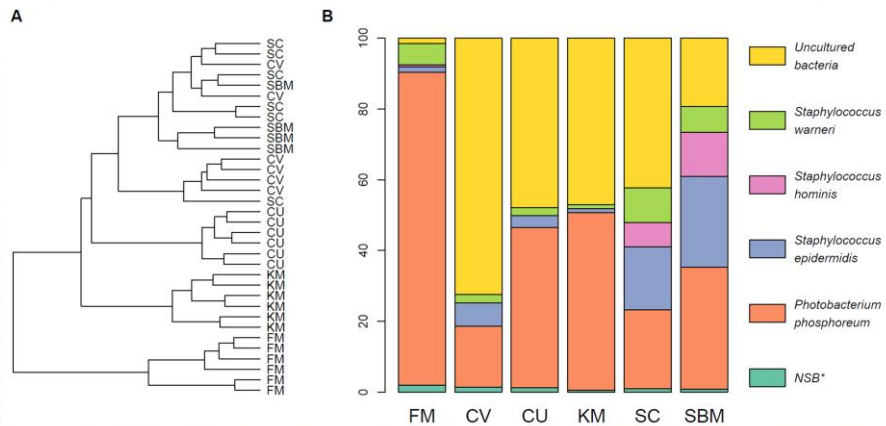 A
SC
SC
CV
SC
SBM
CV
SC
SC
SBM
SBM
SBM
CV
CV
CV
CV
SC
CU
CU
CU
CU
CU
CU
KM
KM
KM
KM
KM
KM
FM
FM
FM
FM
FM
FM
B
100
80
60
40
20
0
FM CV CU KM SC SBM
Uncultured
bacteria
Staphylococcus
warneri
Staphylococcus
hominis
Staphylococcus
epidermidis
Photobacterium
phosphoreum
NSB*